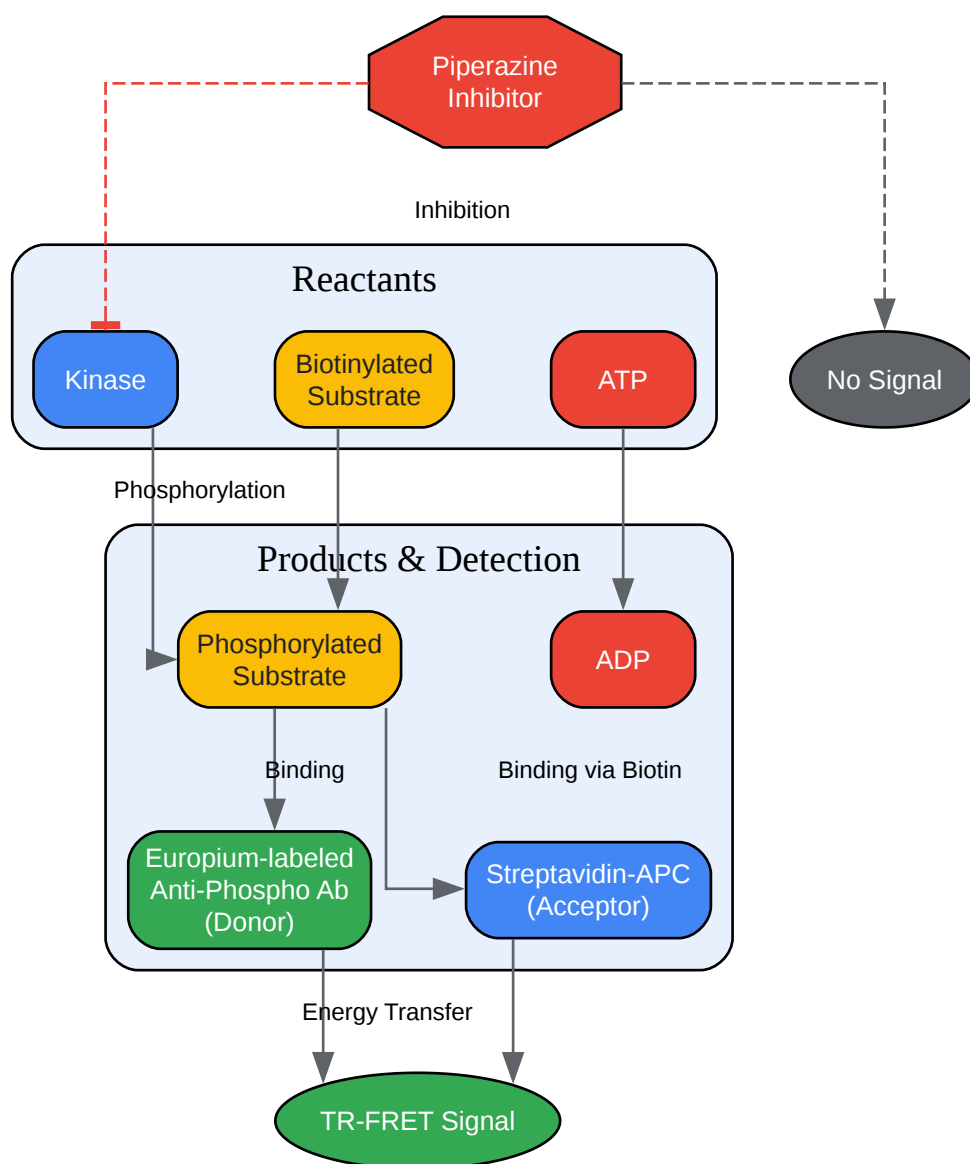 Piperazine
Inhibitor
Inhibition
Reactants
Kinase
Biotinylated
Substrate
ATP
No Signal
Phosphorylation
Products & Detection
Phosphorylated
Substrate
ADP
Binding
Binding via Biotin
Europium-labeled
Anti-Phospho Ab
(Donor)
Streptavidin-APC
(Acceptor)
Energy Transfer
TR-FRET Signal